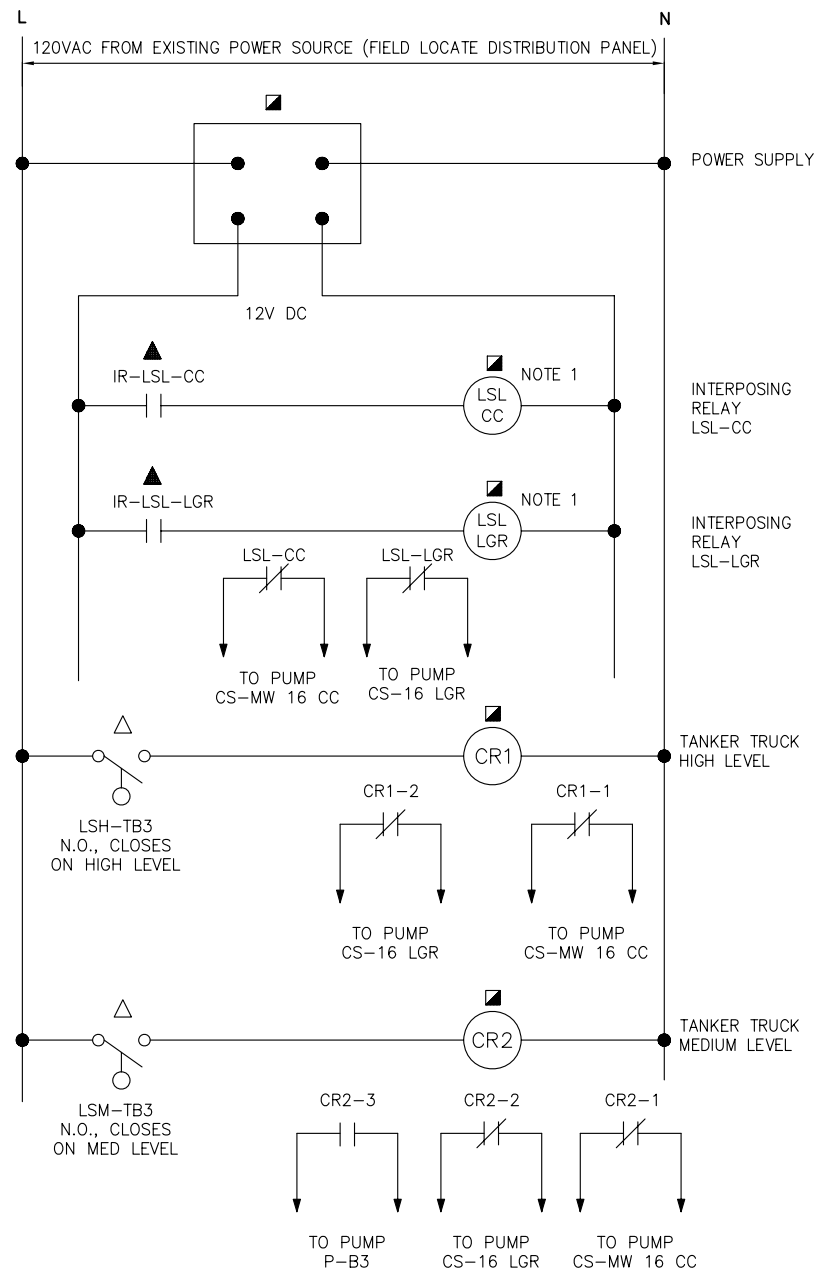 L
N
120VAC FROM EXISTING POWER SOURCE (FIELD LOCATE DISTRIBUTION PANEL)
POWER SUPPLY
12V DC
IR-LSL-CC
LSL
CC
NOTE 1
INTERPOSING
RELAY
LSL-CC
IR-LSL-LGR
LSL
LGR
NOTE 1
INTERPOSING
RELAY
LSL-LGR
LSL-CC
LSL-LGR
TO PUMP
CS-MW 16 CC
TO PUMP
CS-16 LGR
CR1
TANKER TRUCK
HIGH LEVEL
LSH-TB3
N.O., CLOSES
ON HIGH LEVEL
CR1-2
CR1-1
TO PUMP
CS-16 LGR
TO PUMP
CS-MW 16 CC
CR2
TANKER TRUCK
MEDIUM LEVEL
LSM-TB3
N.O., CLOSES
ON MED LEVEL
CR2-3
CR2-2
CR2-1
TO PUMP
P-B3
TO PUMP
CS-16 LGR
TO PUMP
CS-MW 16 CC